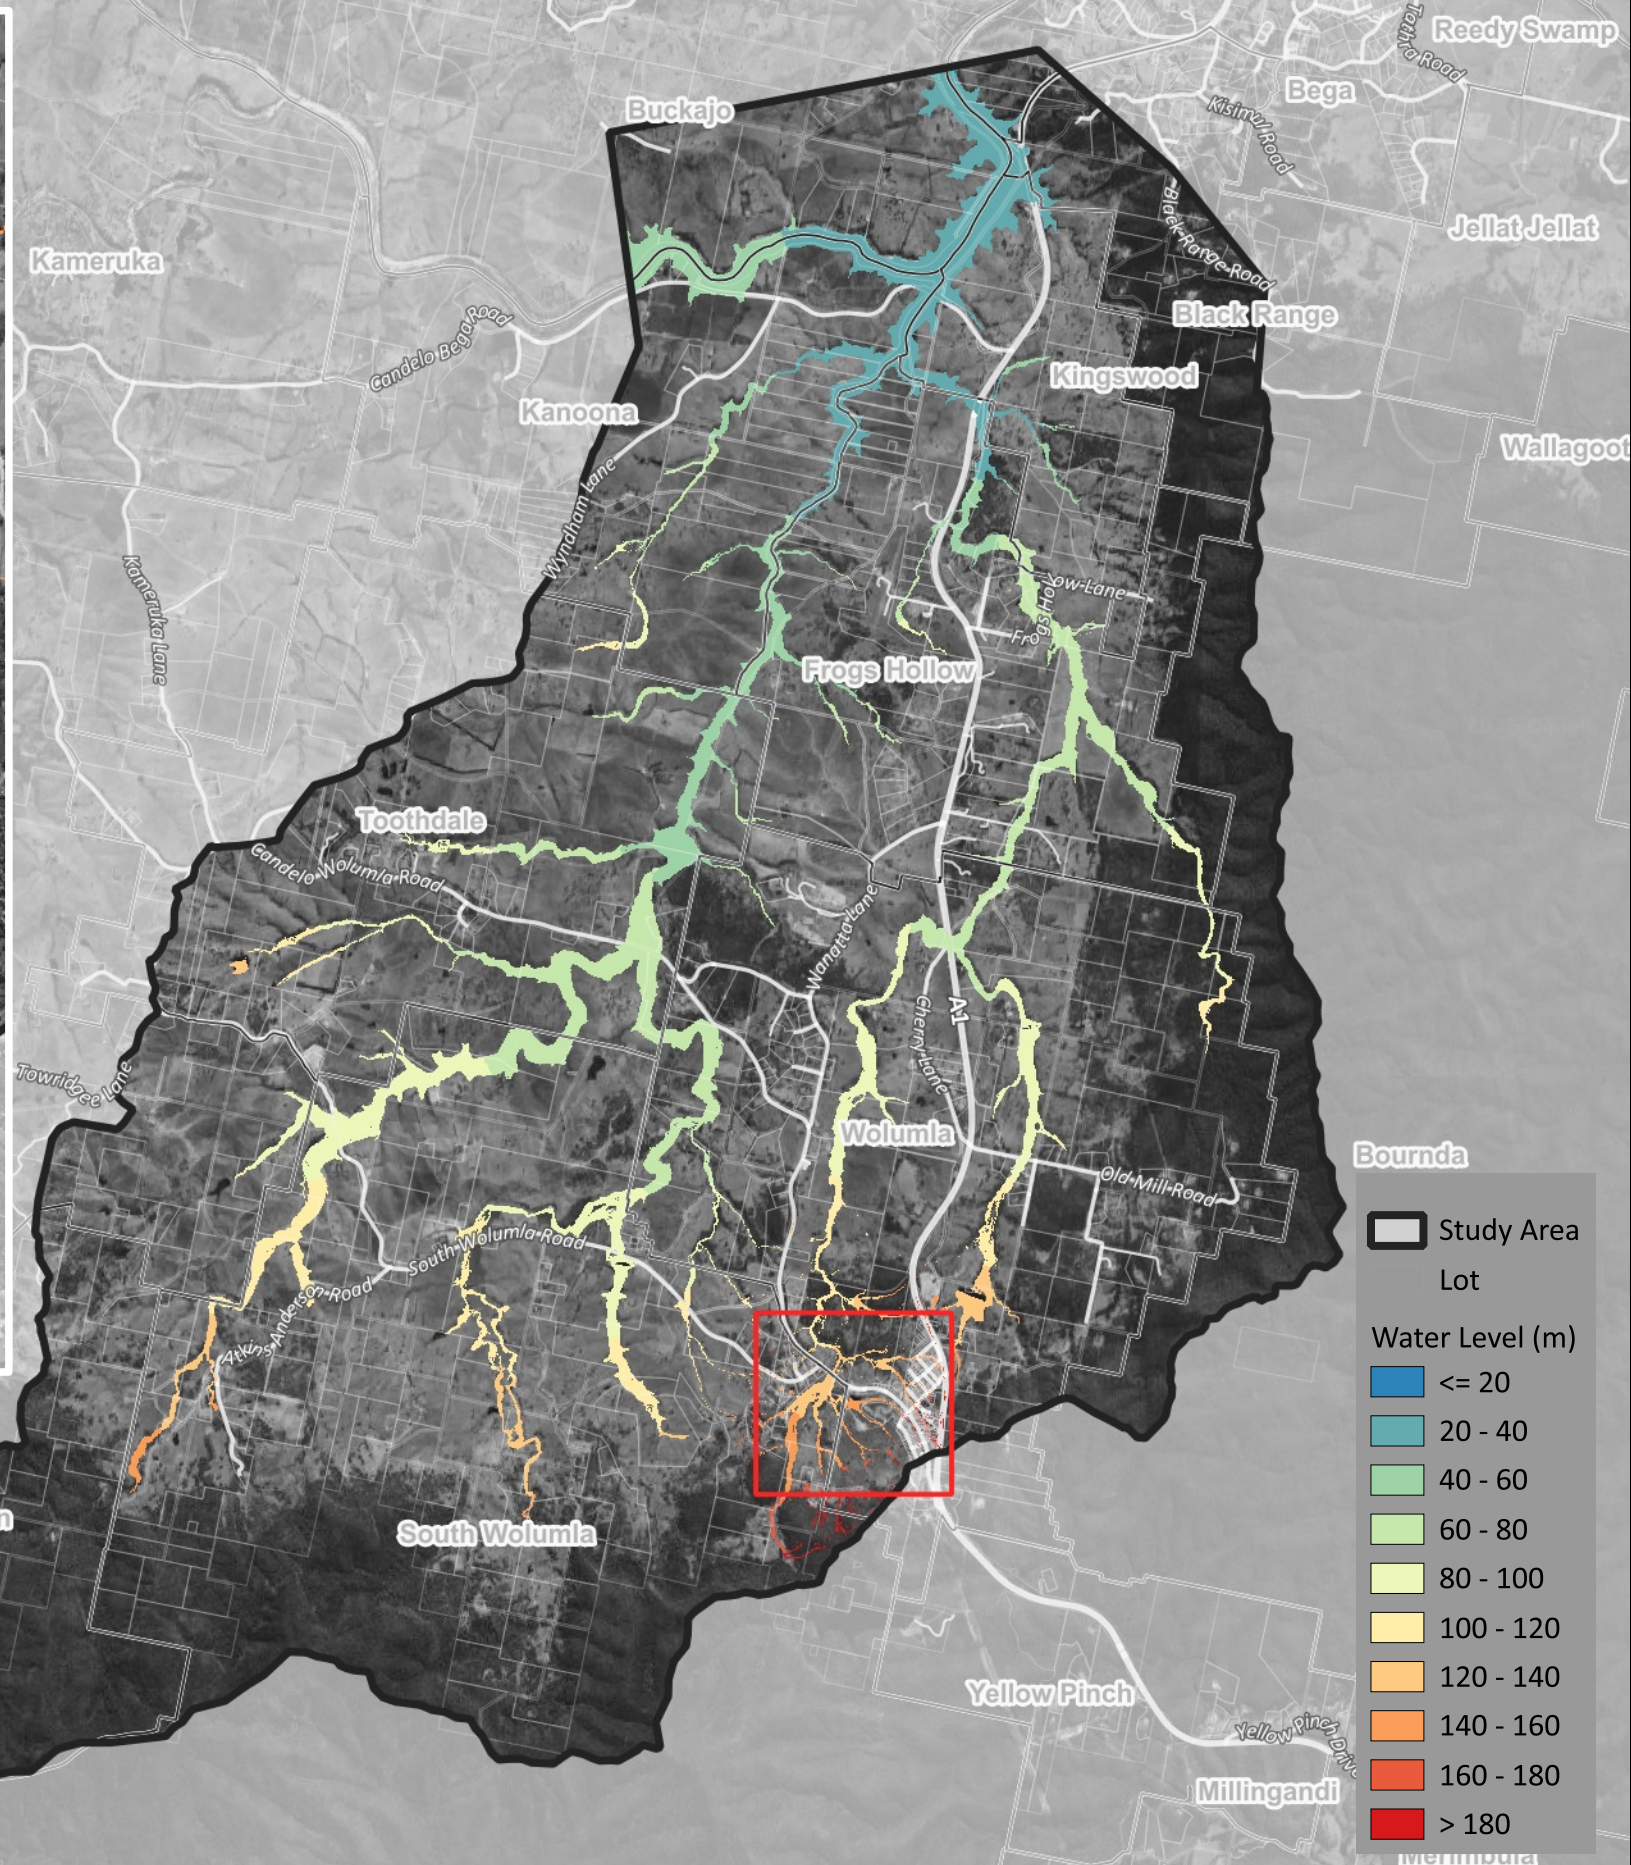 Tathra Road
Reedy Swamp
Bega
Kisimul Road
Buckajo
Black Range Road
Jellat Jellat
Kameruka
Black Range
Candelo Bega Road
Kingswood
Kanoona
Wallagoot
Wyndham Lane
Kameruka Lane
Frogs Hollow Lane
Frogs Hollow
Toothdale
Candelo Wolumla Road
Wanatta Lane
A1
Cherry Lane
Towridgee Lane
Wolumla
Bournda
Old Mill Road
South Wolumla Road
Atkins Anderson Road
South Wolumla
n
Yellow Pinch
Yellow Pinch Drive
Millingandi
Merimbula
Study Area
Lot
Water Level (m)
<= 20
20 - 40
40 - 60
60 - 80
80 - 100
100 - 120
120 - 140
140 - 160
160 - 180
> 180